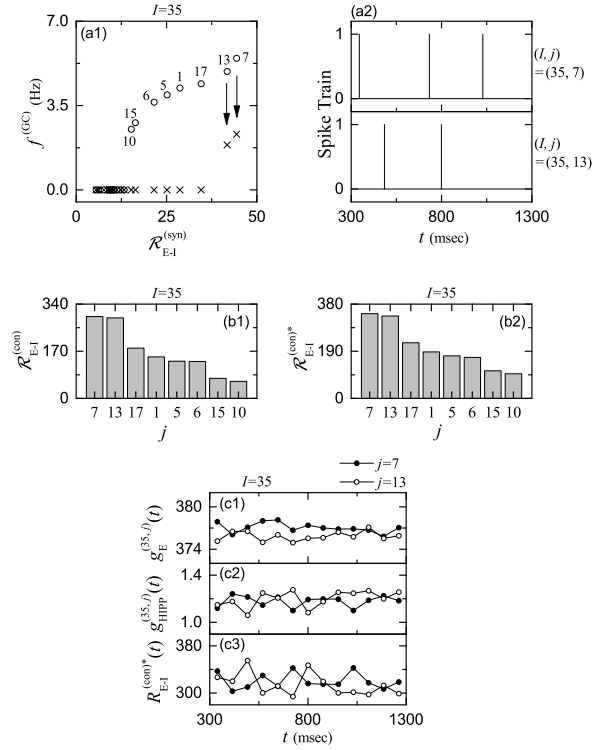 I=35
(a1)
7.0
3.5
0.0
f^(GC) (Hz)
13
7
17
1
5
6
15
10
0
25
50
ℛ_E-I^(syn)
(a2)
1
0
1
0
Spike Train
(I, j)
=(35, 7)
(I, j)
=(35, 13)
300
800
1300
t (msec)
I=35
(b1)
340
170
0
ℛ_E-I^(con)
7 13 17 1 5 6 15 10
j
I=35
(b2)
380
190
0
ℛ_E-I^(con)*
7 13 17 1 5 6 15 10
j
j=7
j=13
I=35
(c1)
380
374
g_E^(35, j)(t)
(c2)
1.4
1.0
g_HIPP^(35, j)(t)
(c3)
380
300
R_E-I^(con)*(t)
300
800
1300
t (msec)